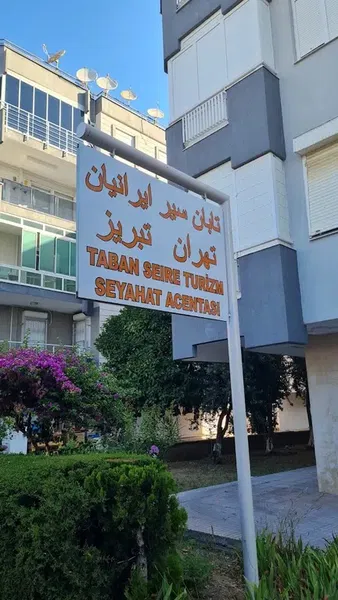 تابان سیر ایرانیان
تهران تبریز
TABAN SEIRE TURİZM
SEYAHAT ACENTASI